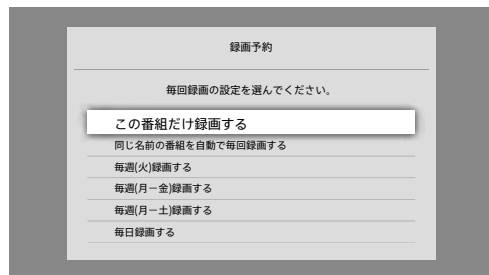 録画予約
毎回録画の設定を選んでください。
この番組だけ録画する
同じ名前の番組を自動で毎回録画する
毎週(火)録画する
毎週(月－金)録画する
毎週(月－土)録画する
毎日録画する